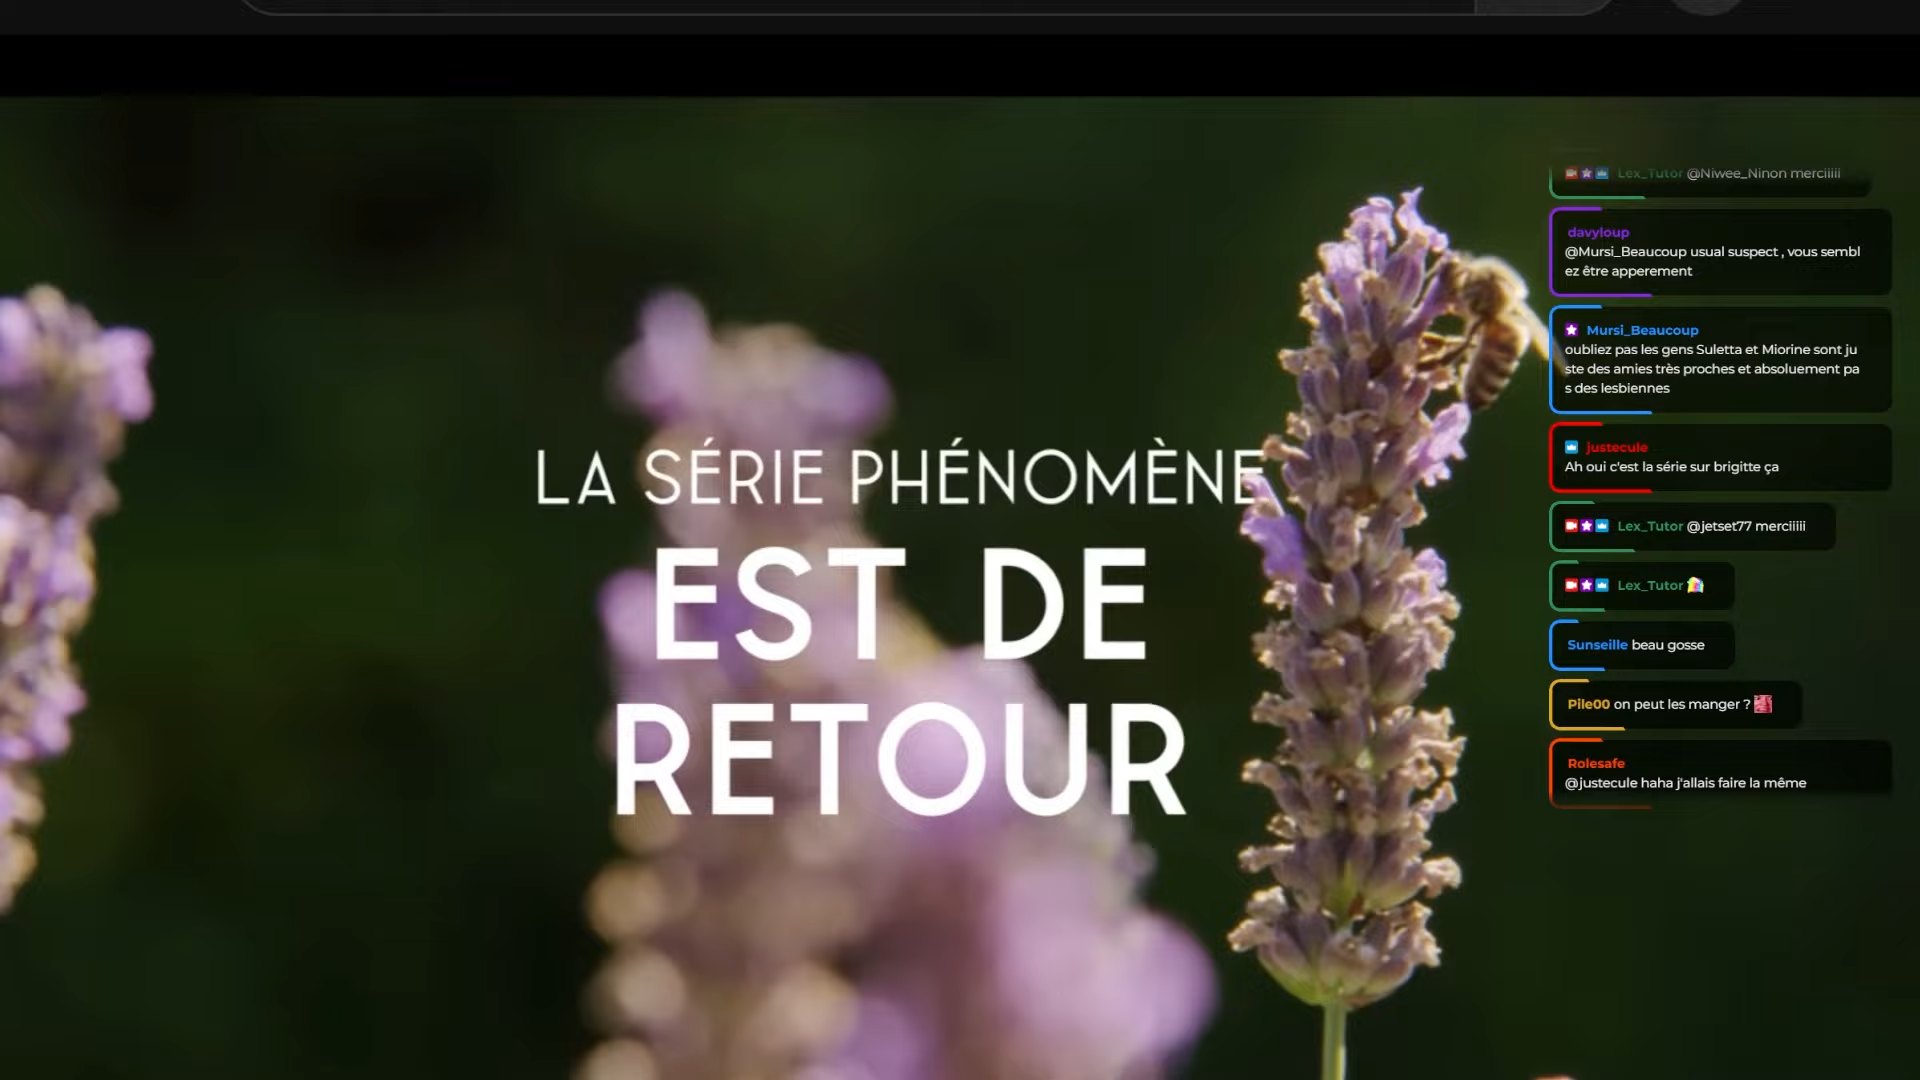 LA SÉRIE PHÉNOMÈNE
EST DE
RETOUR
Lex_Tutor @Niwee_Ninon merciiiii
davyloup
@Mursi_Beaucoup usual suspect , vous sembl
ez être apperement
Mursi_Beaucoup
oubliez pas les gens Suletta et Miorine sont ju
ste des amies très proches et absoluement pa
s des lesbiennes
justecule
Ah oui c'est la série sur brigitte ça
Lex_Tutor @jetset77 merciiiii
Lex_Tutor
Sunseille beau gosse
Pile00 on peut les manger ?
Rolesafe
@justecule haha j'allais faire la même